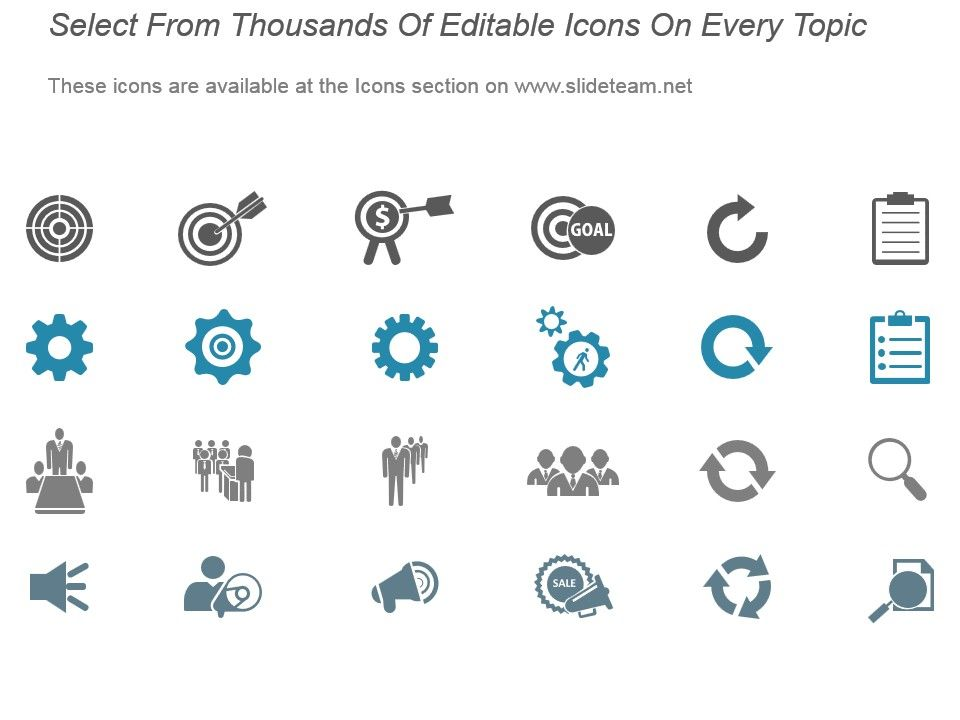 Select From Thousands Of Editable Icons On Every Topic
These icons are available at the Icons section on www.slideteam.net
$
GOAL
SALE